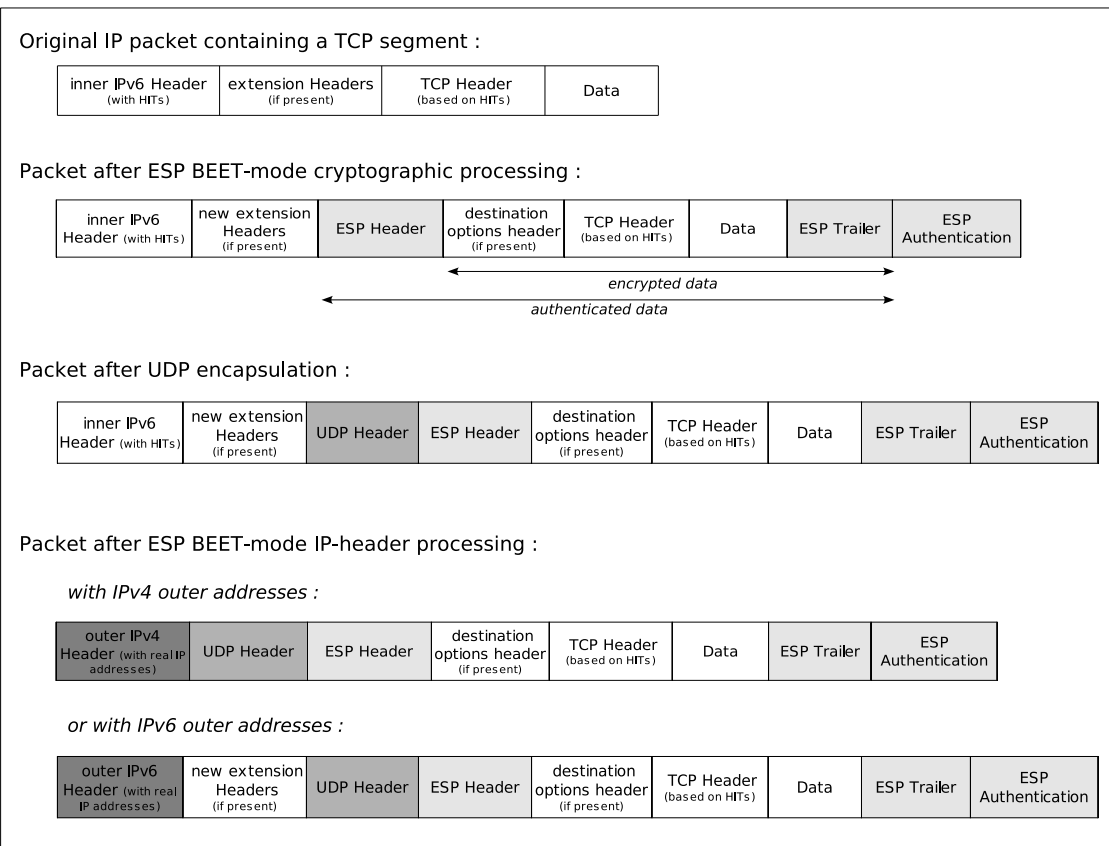 Original IP packet containing a TCP segment :
inner IPv6 Header
(with HITs)
extension Headers
(if present)
TCP Header
(based on HITs)
Data
Packet after ESP BEET-mode cryptographic processing :
inner IPv6
Header (with HITs)
new extension
Headers
(if present)
ESP Header
destination
options header
(if present)
TCP Header
(based on HITs)
Data
ESP Trailer
ESP
Authentication
encrypted data
authenticated data
Packet after UDP encapsulation :
inner IPv6
Header (with HITs)
new extension
Headers
(if present)
UDP Header
ESP Header
destination
options header
(if present)
TCP Header
(based on HITs)
Data
ESP Trailer
ESP
Authentication
Packet after ESP BEET-mode IP-header processing :
with IPv4 outer addresses :
outer IPv4
Header (with real IP
addresses)
UDP Header
ESP Header
destination
options header
(if present)
TCP Header
(based on HITs)
Data
ESP Trailer
ESP
Authentication
or with IPv6 outer addresses :
outer IPv6
Header (with real
IP addresses)
new extension
Headers
(if present)
UDP Header
ESP Header
destination
options header
(if present)
TCP Header
(based on HITs)
Data
ESP Trailer
ESP
Authentication